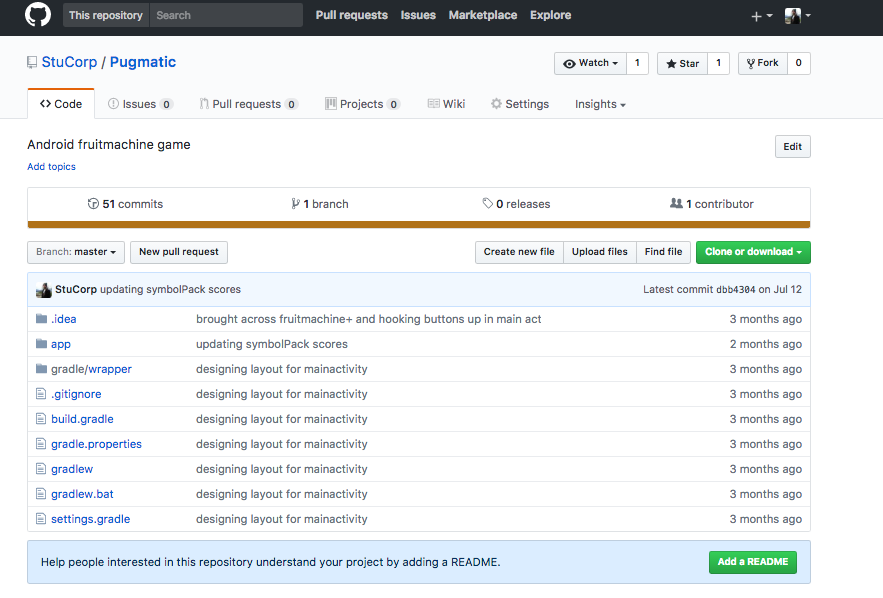 This repository Search Pull requests Issues Marketplace Explore
StuCorp / Pugmatic Watch 1 Star 1 Fork 0
Code Issues 0 Pull requests 0 Projects 0 Wiki Settings Insights
Android fruitmachine game Edit
Add topics
51 commits 1 branch 0 releases 1 contributor
Branch: master New pull request Create new file Upload files Find file Clone or download
StuCorp updating symbolPack scores Latest commit dbb4304 on Jul 12
.idea brought across fruitmachine+ and hooking buttons up in main act 3 months ago
app updating symbolPack scores 2 months ago
gradle/wrapper designing layout for mainactivity 3 months ago
.gitignore designing layout for mainactivity 3 months ago
build.gradle designing layout for mainactivity 3 months ago
gradle.properties designing layout for mainactivity 3 months ago
gradlew designing layout for mainactivity 3 months ago
gradlew.bat designing layout for mainactivity 3 months ago
settings.gradle designing layout for mainactivity 3 months ago
Help people interested in this repository understand your project by adding a README. Add a README